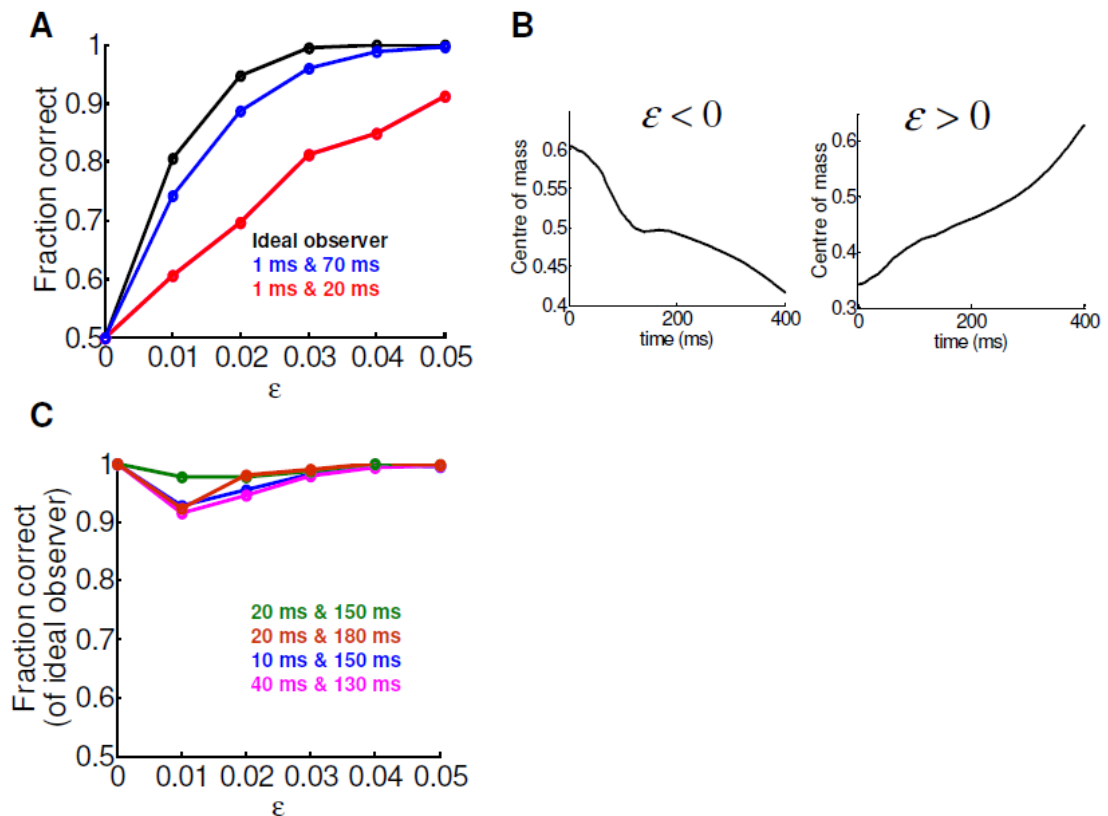 A
1
0.9
0.8
0.7
0.6
0.5
Fraction correct
Ideal observer
1 ms & 70 ms
1 ms & 20 ms
0 0.01 0.02 0.03 0.04 0.05
ε
B
ε < 0
0.6
0.55
0.5
0.45
0.4
Centre of mass
0 200 400
time (ms)
ε > 0
0.6
0.5
0.4
0.3
Centre of mass
0 200 400
time (ms)
C
1
0.9
0.8
0.7
0.6
0.5
Fraction correct
(of ideal observer)
20 ms & 150 ms
20 ms & 180 ms
10 ms & 150 ms
40 ms & 130 ms
0 0.01 0.02 0.03 0.04 0.05
ε